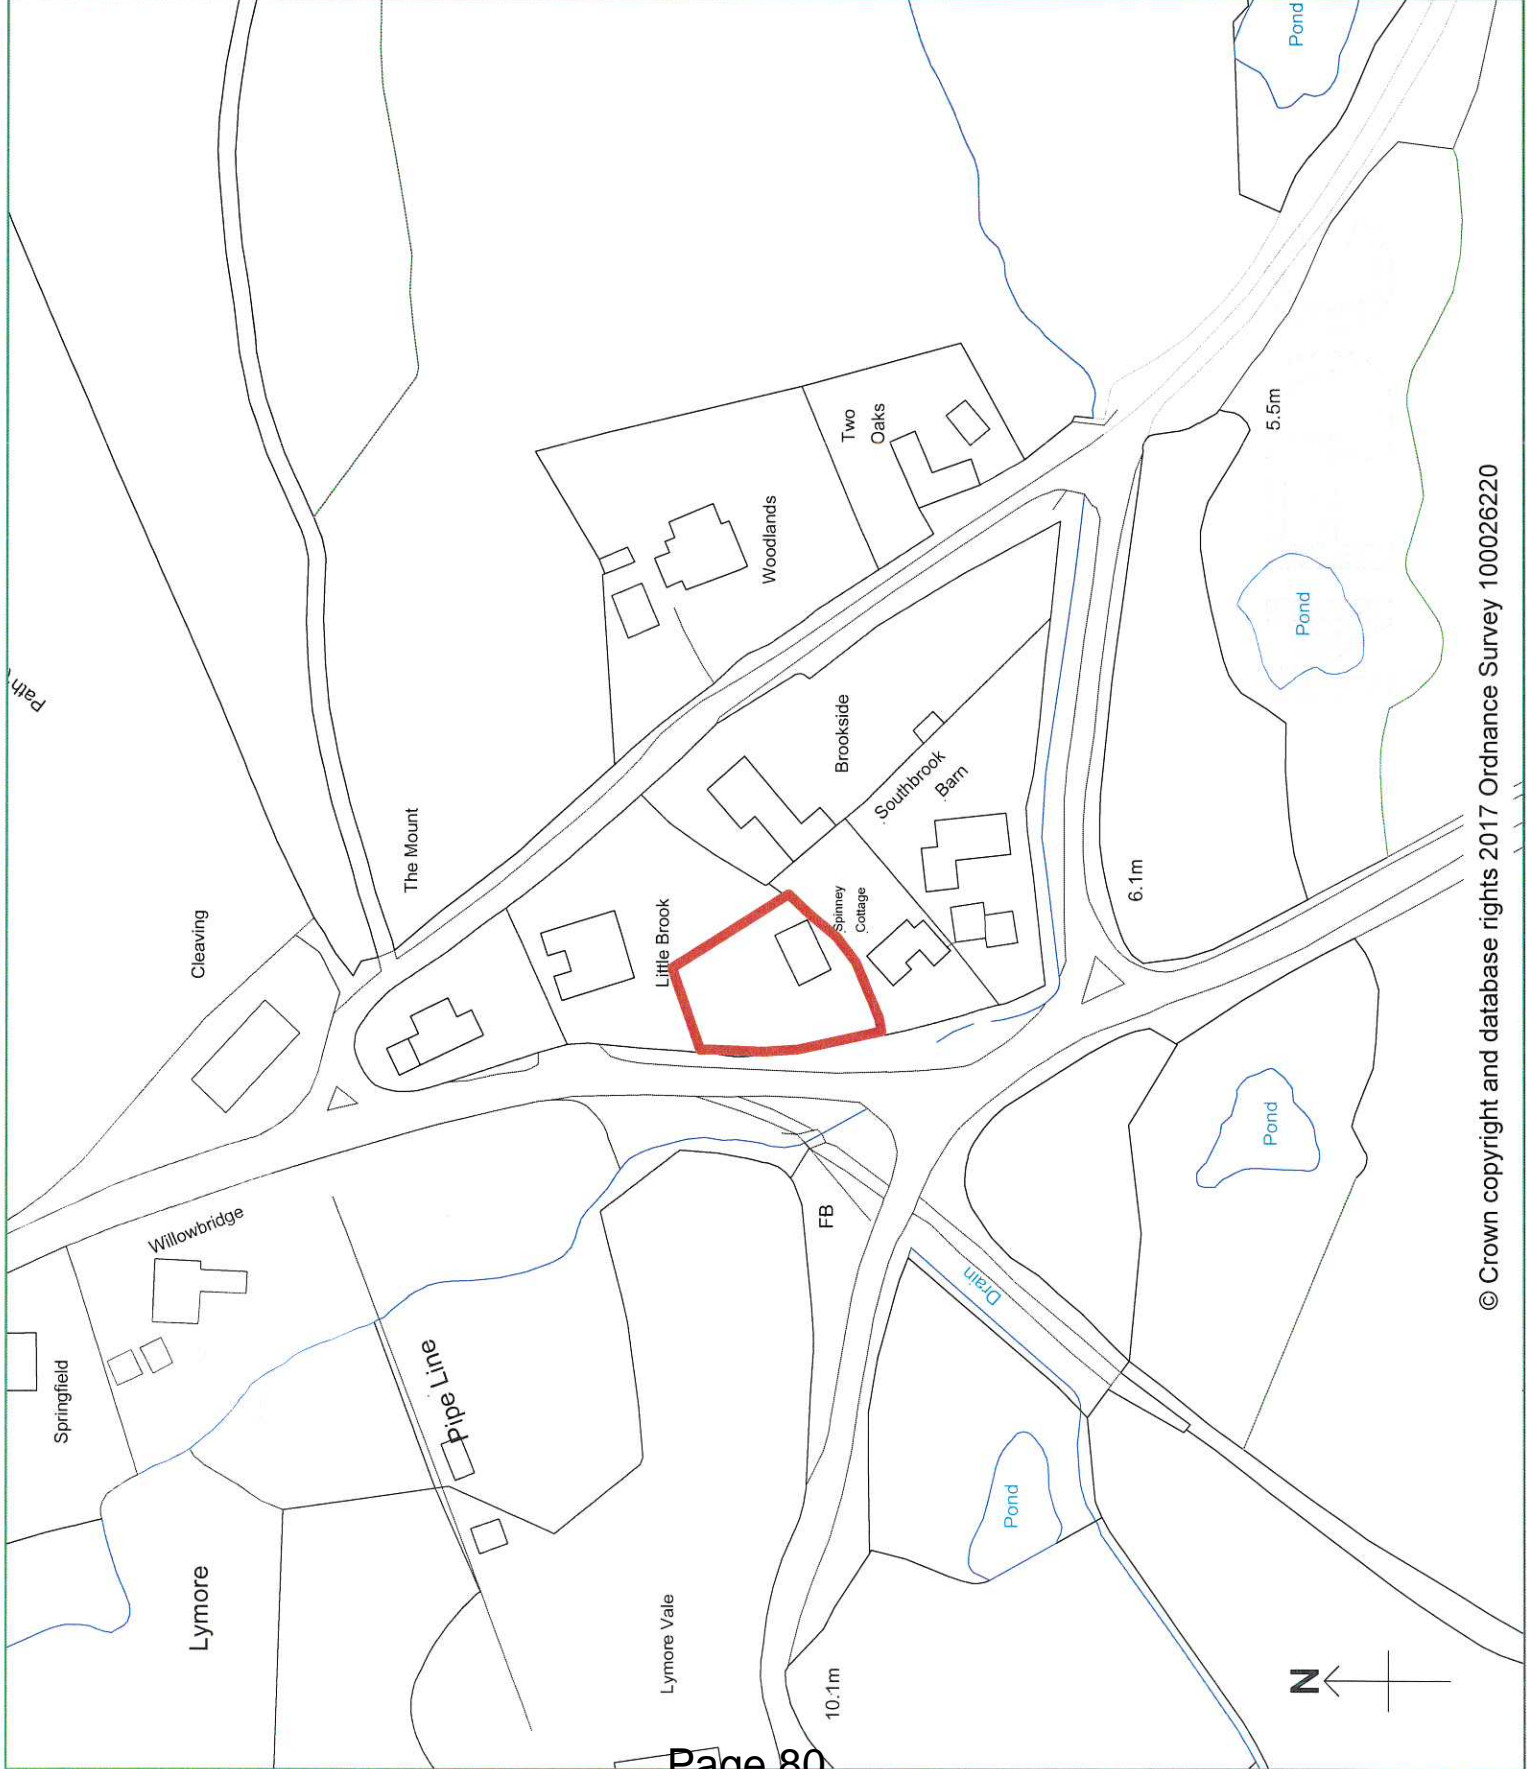 Pond
Path
Two
Oaks
5.5m
Woodlands
Pond
Brookside
Southbrook
Barn
The Mount
Cleaving
Little Brook
Spinney
Cottage
6.1m
Pond
Willowbridge
FB
Drain
Springfield
Pipe Line
Pond
Lymore
Lymore Vale
10.1m
N
© Crown copyright and database rights 2017 Ordnance Survey 100026220
Page 80